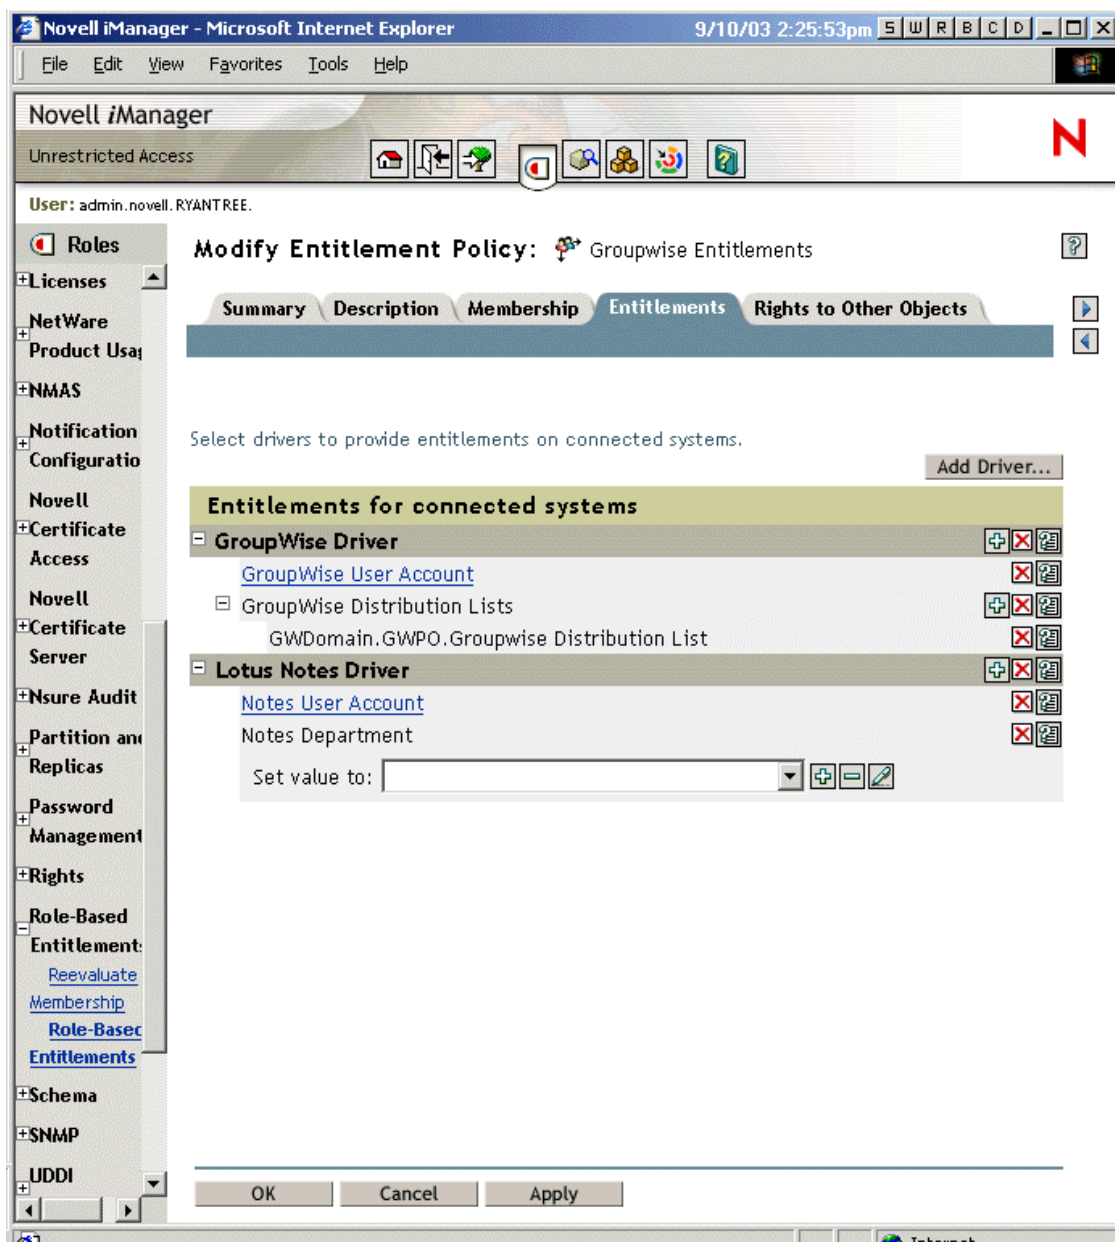 Novell iManager - Microsoft Internet Explorer 9/10/03 2:25:53pm S W R B C D
File Edit View Favorites Tools Help
Novell iManager
Unrestricted Access
N
User: admin.novell.RYANTREE.
Roles
Licenses
NetWare
Product Usa
NMAS
Notification
Configuratio
Novell
Certificate
Access
Novell
Certificate
Server
Nsure Audit
Partition an
Replicas
Password
Management
Rights
Role-Based
Entitlement
Reevaluate
Membership
Role-Based
Entitlements
Schema
SNMP
UDDI
Modify Entitlement Policy: Groupwise Entitlements
Summary Description Membership Entitlements Rights to Other Objects
Select drivers to provide entitlements on connected systems.
Add Driver...
Entitlements for connected systems
GroupWise Driver
GroupWise User Account
GroupWise Distribution Lists
GWDomain.GWPO.Groupwise Distribution List
Lotus Notes Driver
Notes User Account
Notes Department
Set value to:
OK Cancel Apply
Internet